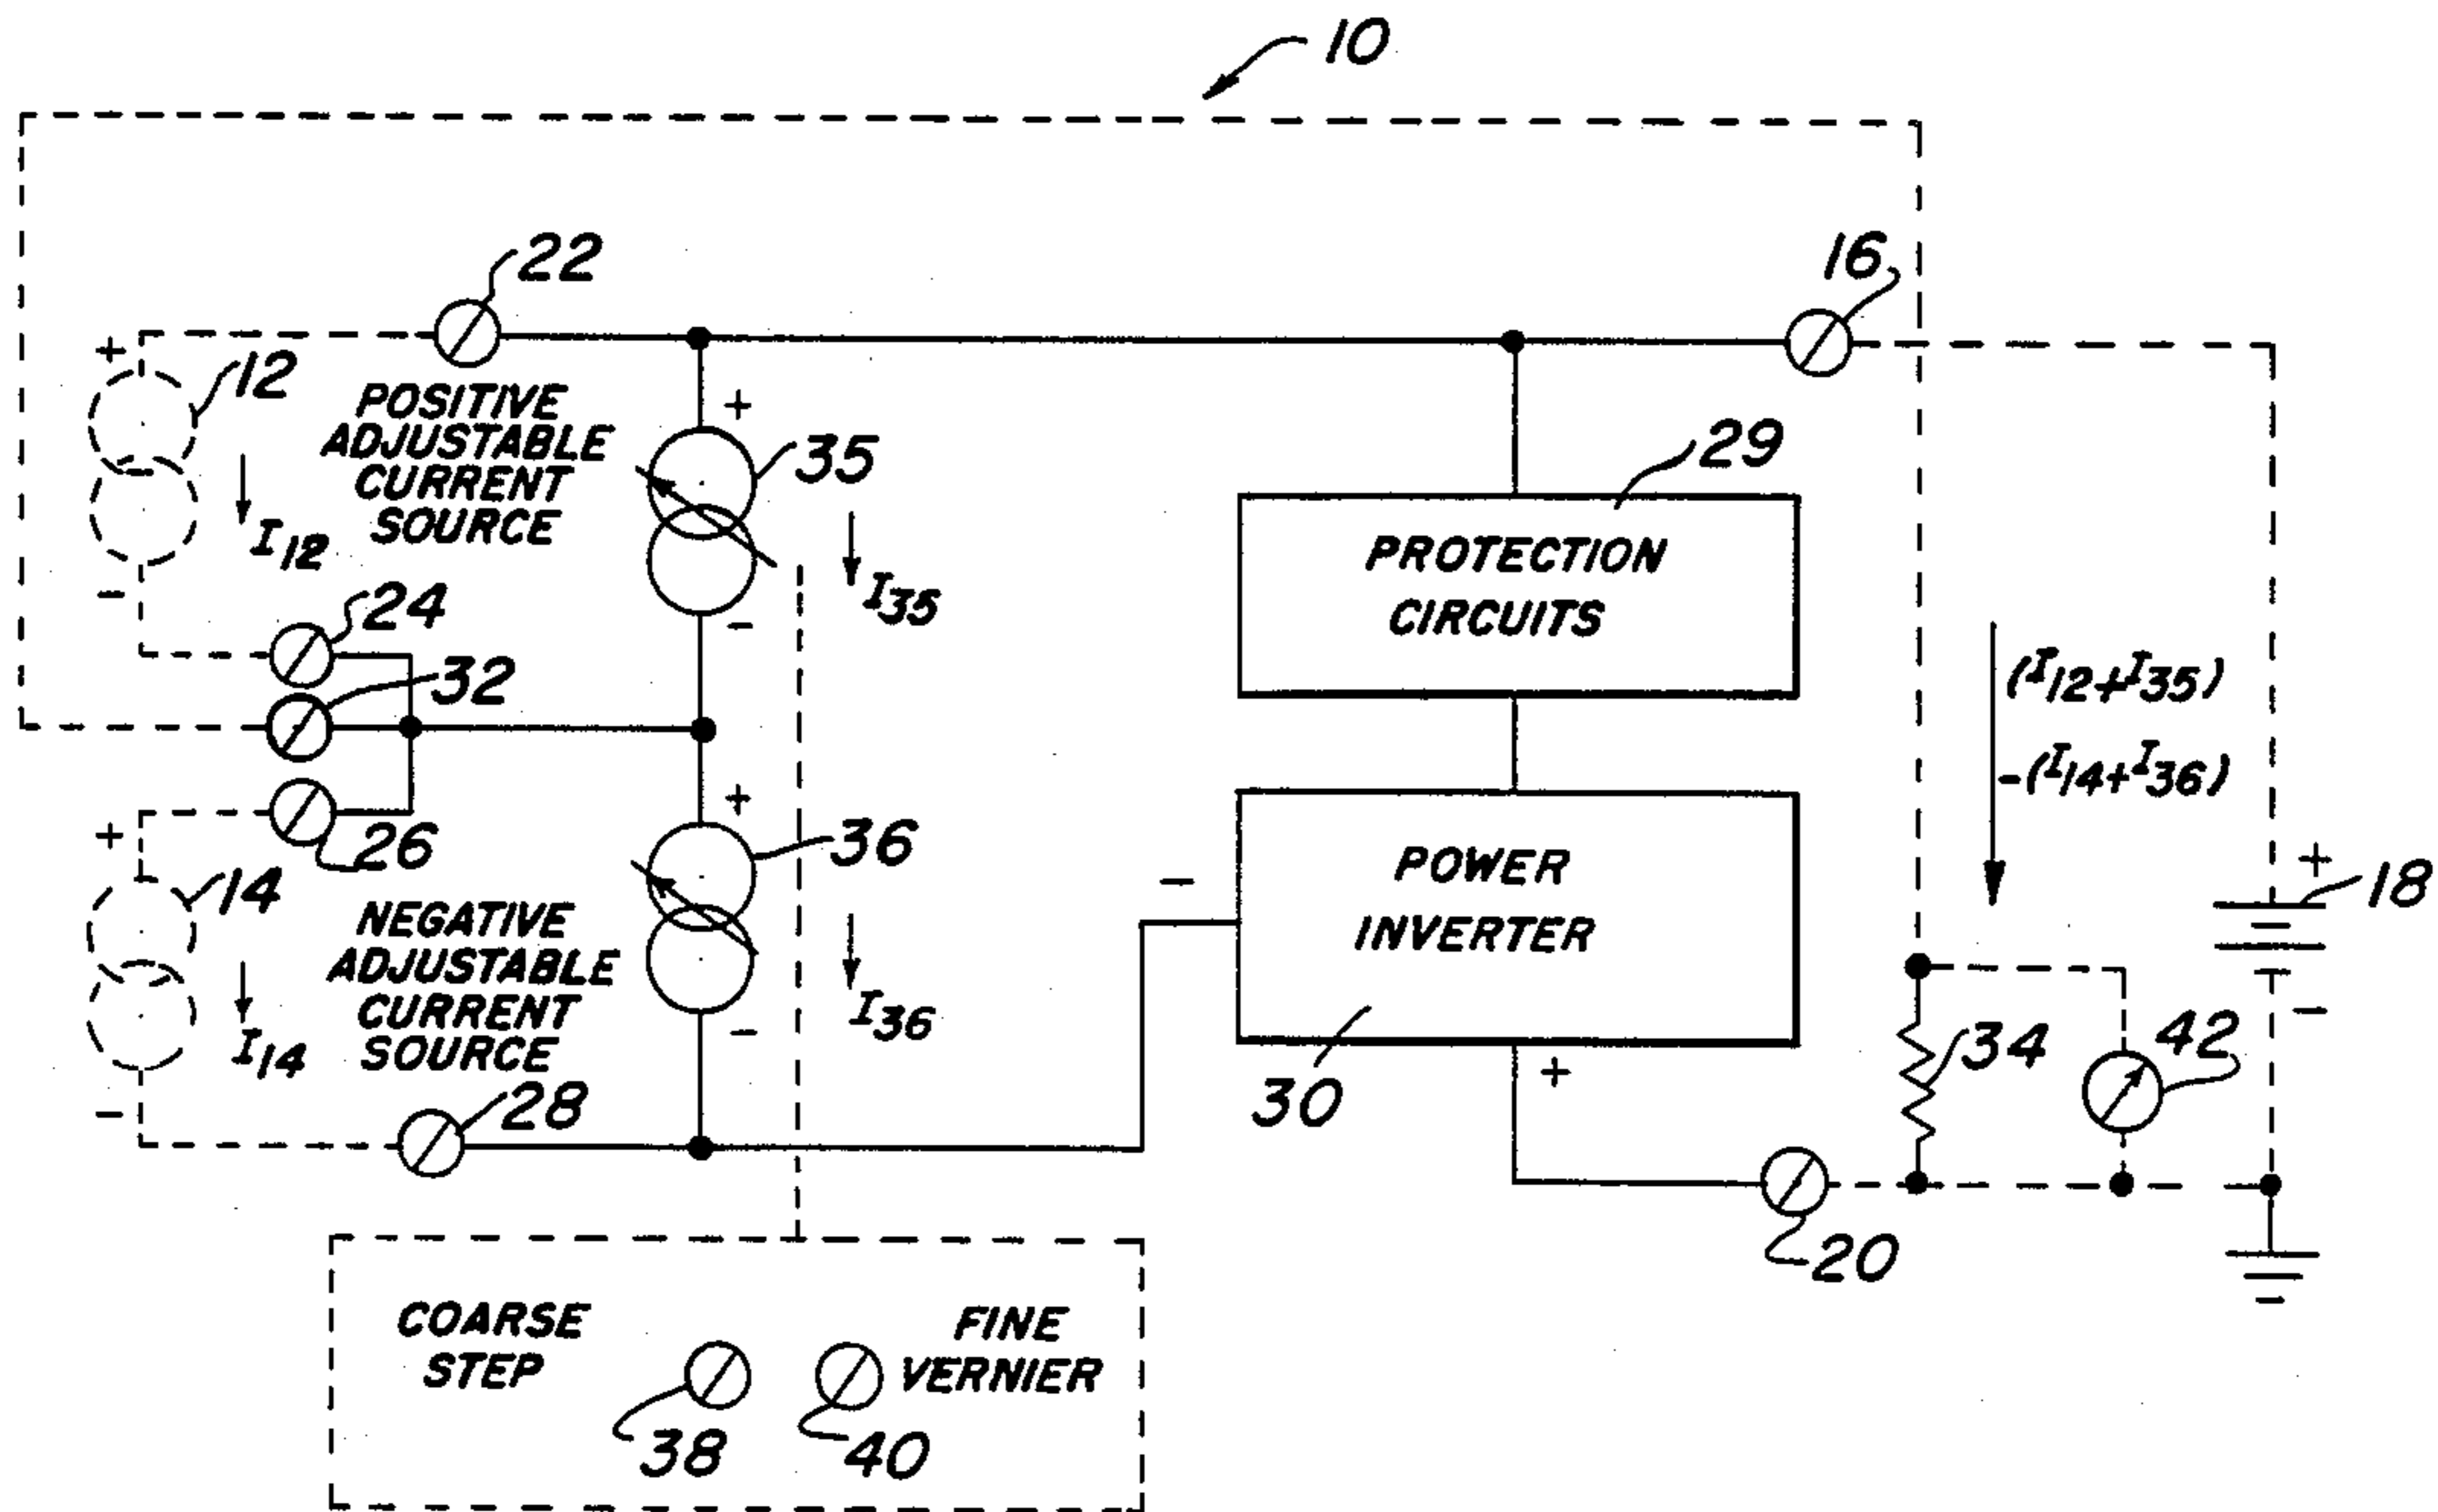 10
22
16
+
12
POSITIVE
ADJUSTABLE
CURRENT
SOURCE
+
35
29
I12
I35
PROTECTION
CIRCUITS
-
24
-
32
(I12+I35)
-(I14+I36)
+
26
+
36
14
NEGATIVE
ADJUSTABLE
CURRENT
SOURCE
-
POWER
INVERTER
+
18
I14
I36
-
-
28
-
30
+
34
42
-
20
COARSE
STEP
FINE
VERNIER
38
40